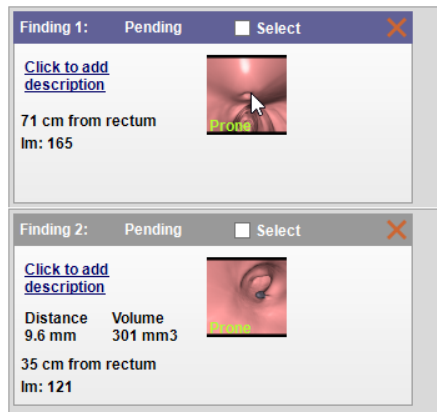 Finding 1: Pending Select
Click to add
description
71 cm from rectum
Im: 165
Prone
Finding 2: Pending Select
Click to add
description
Distance Volume
9.6 mm 301 mm3
35 cm from rectum
Im: 121
Prone